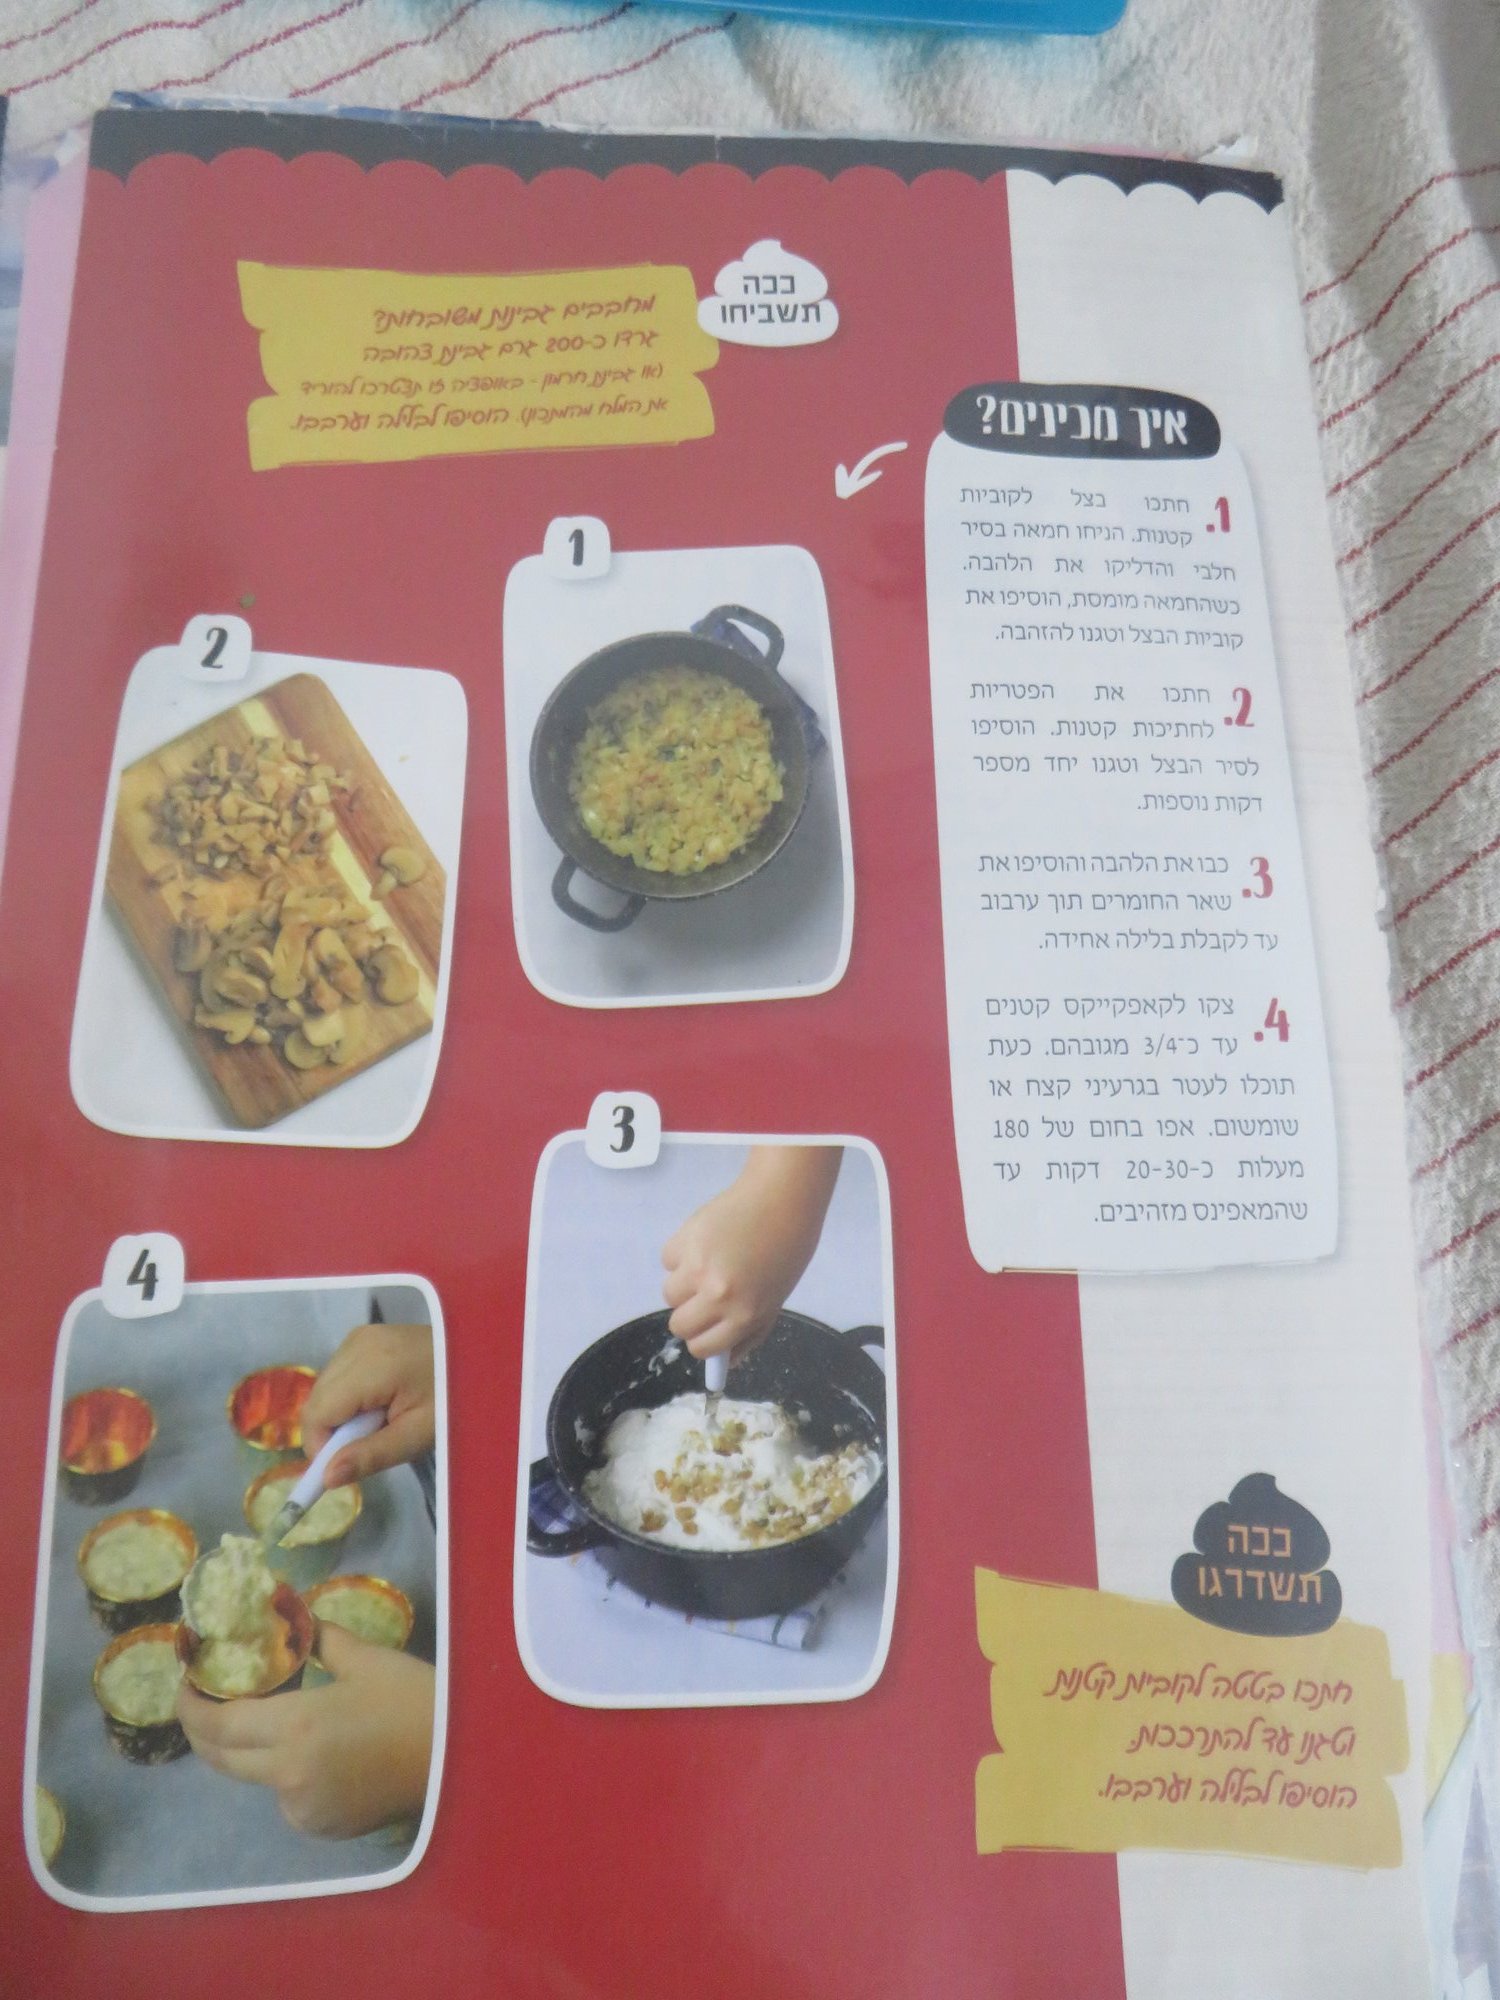 ככה
תשביחו
מחבבים גבינות משובחות?
גרדו כ-200 גרם גבינה צהובה
(או גבינת חרמון - באופציה זו תצטרכו להוריד
את המלח מהמתכון). הוסיפו לבלילה וערבבו.
איך מכינים?
1. חתכו בצל לקוביות
קטנות. הניחו חמאה בסיר
חלבי והדליקו את הלהבה.
כשהחמאה מומסת, הוסיפו את
קוביות הבצל וטגנו להזהבה.
2. חתכו את הפטריות
לחתיכות קטנות. הוסיפו
לסיר הבצל וטגנו יחד מספר
דקות נוספות.
3. כבו את הלהבה והוסיפו את
שאר החומרים תוך ערבוב
עד לקבלת בלילה אחידה.
4. צקו לקאפקייקס קטנים
עד כ־3/4 מגובהם. כעת
תוכלו לעטר בגרעיני קצח או
שומשום. אפו בחום של 180
מעלות כ-20-30 דקות עד
שהמאפינס מזהיבים.
1
2
3
4
ככה
תשדרגו
חתכו בטטה לקוביות קטנות
וטגנו עד להתרככות.
הוסיפו לבלילה וערבבו.